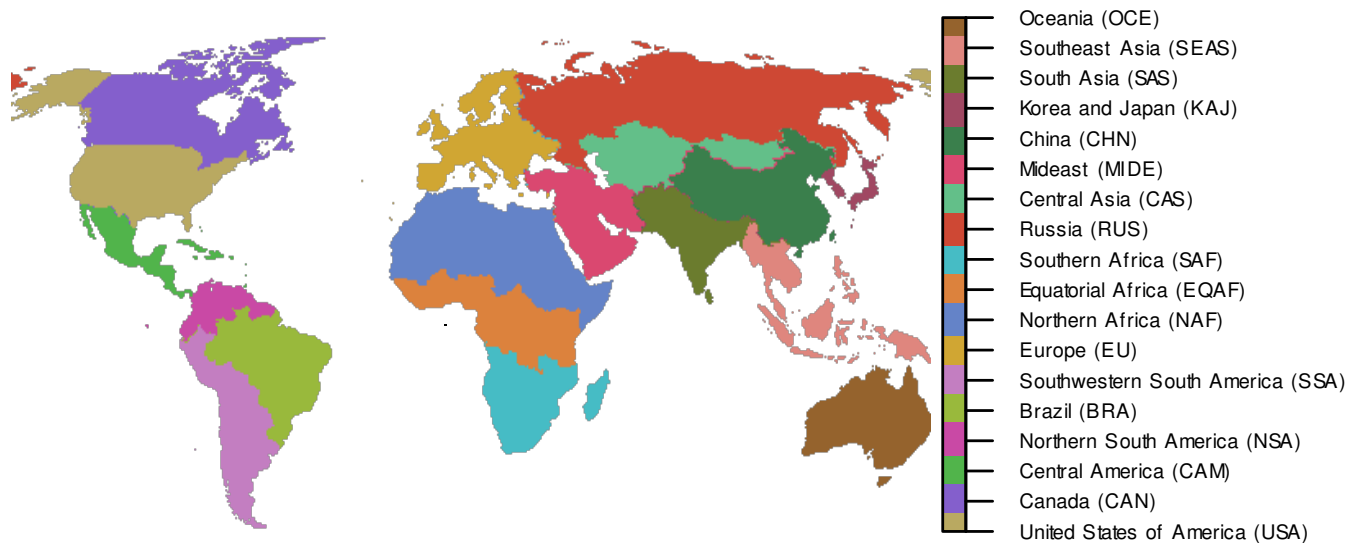 Oceania (OCE)
Southeast Asia (SEAS)
South Asia (SAS)
Korea and Japan (KAJ)
China (CHN)
Mideast (MIDE)
Central Asia (CAS)
Russia (RUS)
Southern Africa (SAF)
Equatorial Africa (EQAF)
Northern Africa (NAF)
Europe (EU)
Southwestern South America (SSA)
Brazil (BRA)
Northern South America (NSA)
Central America (CAM)
Canada (CAN)
United States of America (USA)